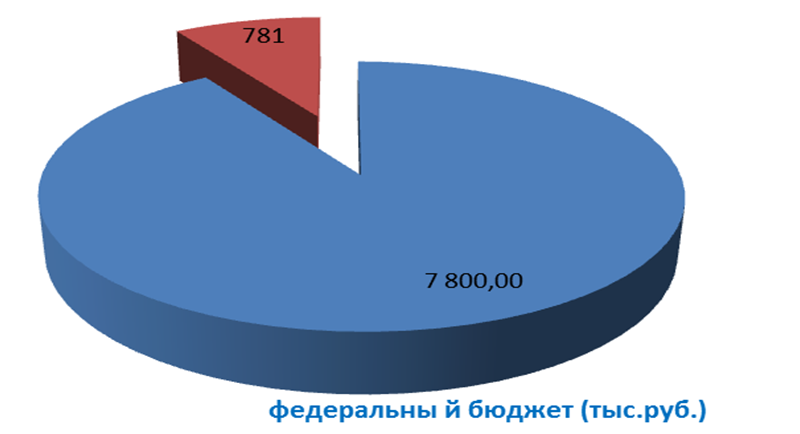 781
7 800,00
федеральны й бюджет (тыс.руб.)